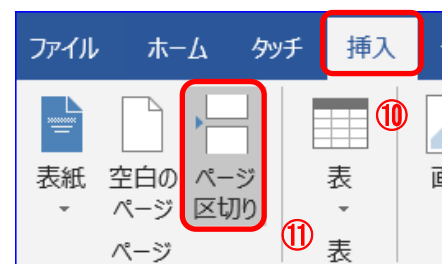 ファイル ホーム タッチ 挿入
⑩
表紙 空白の ページ 表
ページ 区切り
⑪
ページ 表